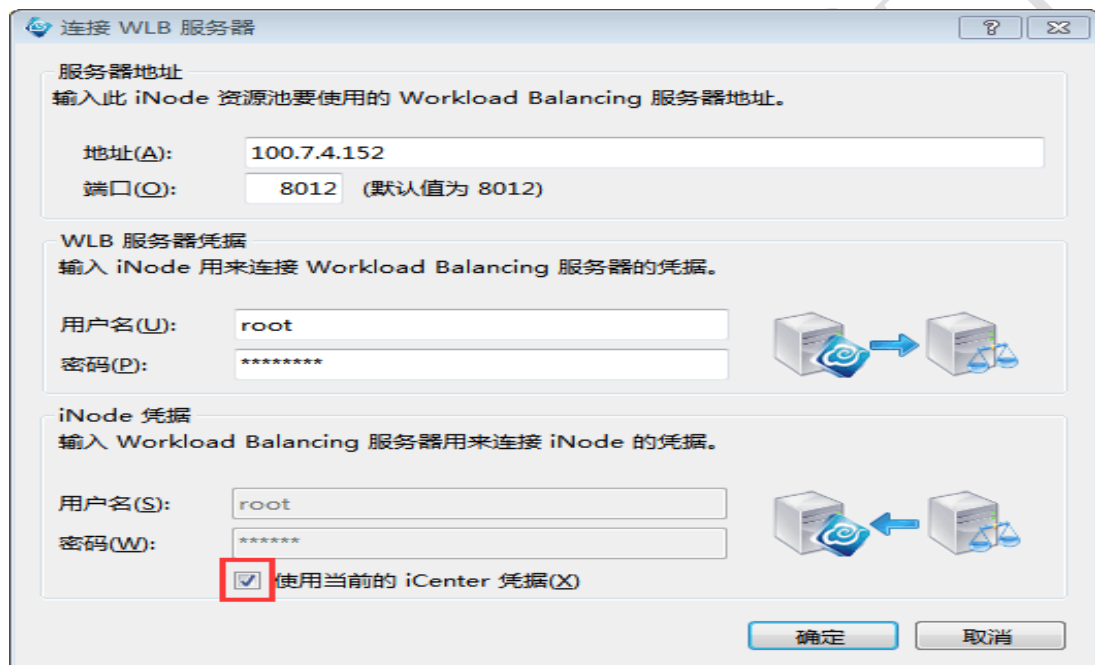 连接 WLB 服务器
服务器地址
输入此 iNode 资源池要使用的 Workload Balancing 服务器地址。
地址(A): 100.7.4.152
端口(O): 8012 (默认值为 8012)
WLB 服务器凭据
输入 iNode 用来连接 Workload Balancing 服务器的凭据。
用户名(U): root
密码(P): ********
iNode 凭据
输入 Workload Balancing 服务器用来连接 iNode 的凭据。
用户名(S): root
密码(W): ******
使用当前的 iCenter 凭据(X)
确定 取消